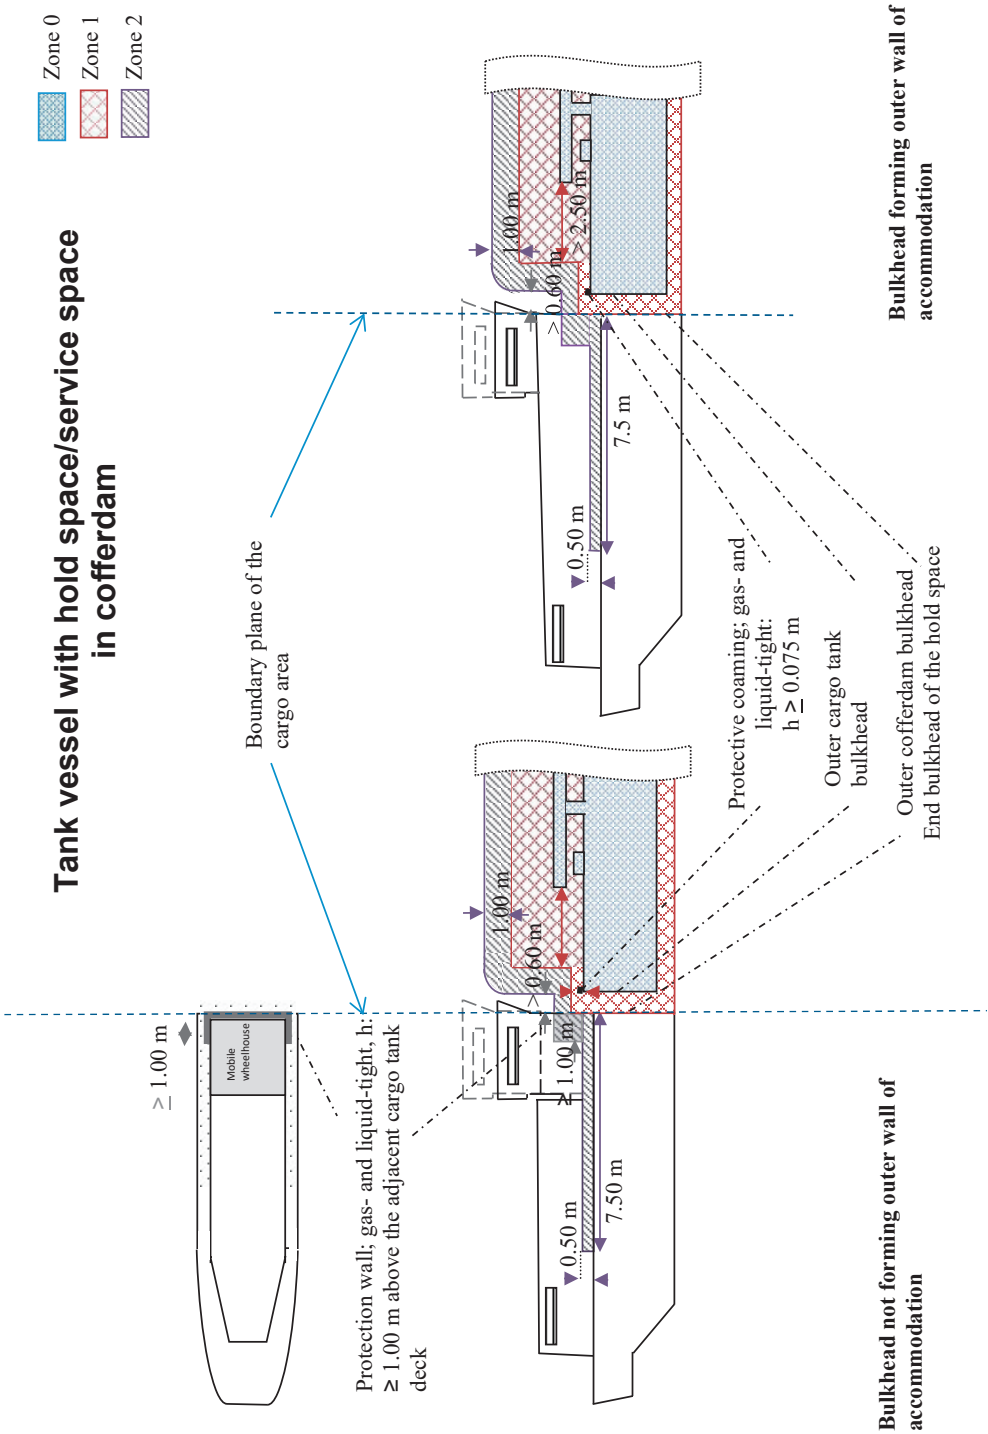 Tank vessel with hold space/service space
in cofferdam
Zone 0
Zone 1
Zone 2
≥ 1.00 m
Mobile
wheelhouse
Boundary plane of the
cargo area
Protection wall; gas- and liquid-tight, h:
≥ 1.00 m above the adjacent cargo tank
deck
0.50 m
7.50 m
> 1.00 m
> 0.60 m
1.00 m
0.50 m
7.5 m
> 0.60 m
1.00 m
> 2.50 m
Protective coaming; gas- and
liquid-tight:
h ≥ 0.075 m
Outer cargo tank
bulkhead
Outer cofferdam bulkhead
End bulkhead of the hold space
Bulkhead not forming outer wall of
accommodation
Bulkhead forming outer wall of
accommodation